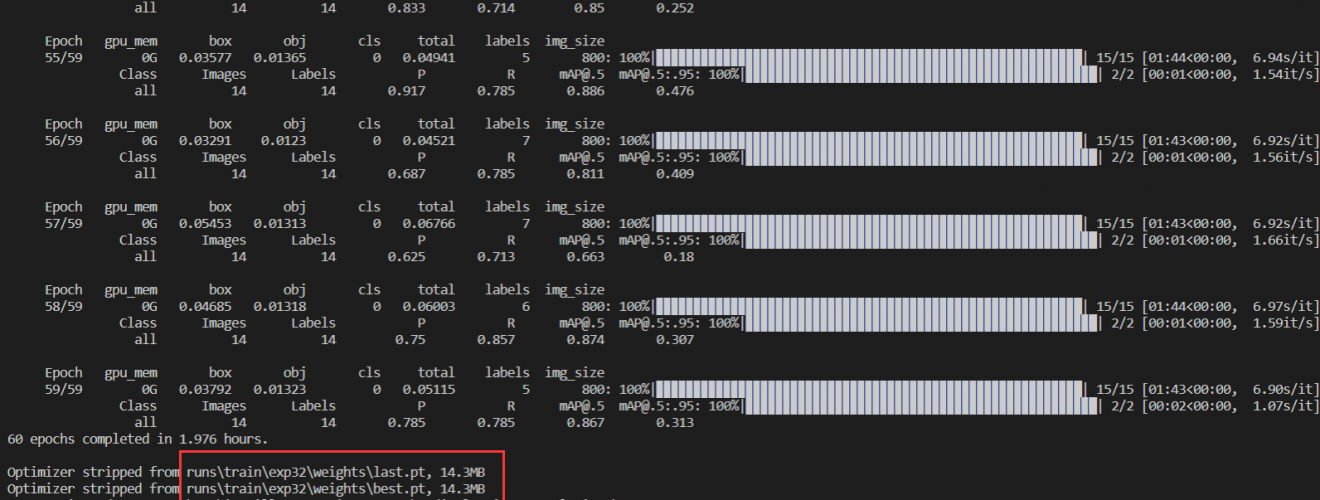 all 14 14 0.833 0.714 0.85 0.252
Epoch gpu_mem box obj cls total labels img_size
55/59 0G 0.03577 0.01365 0 0.04941 5 800: 100%| | 15/15 [01:44<00:00, 6.94s/it]
Class Images Labels P R mAP@.5 mAP@.5:.95: 100%| | 2/2 [00:01<00:00, 1.54it/s]
all 14 14 0.917 0.785 0.886 0.476
Epoch gpu_mem box obj cls total labels img_size
56/59 0G 0.03291 0.0123 0 0.04521 7 800: 100%| | 15/15 [01:43<00:00, 6.92s/it]
Class Images Labels P R mAP@.5 mAP@.5:.95: 100%| | 2/2 [00:01<00:00, 1.56it/s]
all 14 14 0.687 0.785 0.811 0.409
Epoch gpu_mem box obj cls total labels img_size
57/59 0G 0.05453 0.01313 0 0.06766 7 800: 100%| | 15/15 [01:43<00:00, 6.92s/it]
Class Images Labels P R mAP@.5 mAP@.5:.95: 100%| | 2/2 [00:01<00:00, 1.66it/s]
all 14 14 0.625 0.713 0.663 0.18
Epoch gpu_mem box obj cls total labels img_size
58/59 0G 0.04685 0.01318 0 0.06003 6 800: 100%| | 15/15 [01:44<00:00, 6.97s/it]
Class Images Labels P R mAP@.5 mAP@.5:.95: 100%| | 2/2 [00:01<00:00, 1.59it/s]
all 14 14 0.75 0.857 0.874 0.307
Epoch gpu_mem box obj cls total labels img_size
59/59 0G 0.03792 0.01323 0 0.05115 5 800: 100%| | 15/15 [01:43<00:00, 6.90s/it]
Class Images Labels P R mAP@.5 mAP@.5:.95: 100%| | 2/2 [00:02<00:00, 1.07it/s]
all 14 14 0.785 0.785 0.867 0.313
60 epochs completed in 1.976 hours.
Optimizer stripped from runs\train\exp32\weights\last.pt, 14.3MB
Optimizer stripped from runs\train\exp32\weights\best.pt, 14.3MB